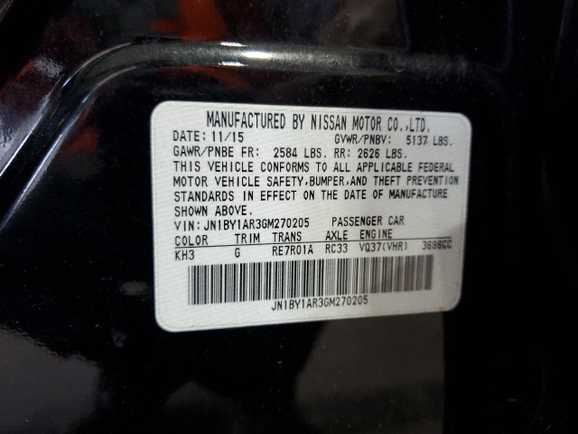 MANUFACTURED BY NISSAN MOTOR CO.,LTD.
DATE: 11/15 GVWR/PNBV: 5137 LBS.
GAWR/PNBE FR: 2584 LBS. RR: 2626 LBS.
THIS VEHICLE CONFORMS TO ALL APPLICABLE FEDERAL
MOTOR VEHICLE SAFETY,BUMPER,AND THEFT PREVENTION
STANDARDS IN EFFECT ON THE DATE OF MANUFACTURE
SHOWN ABOVE.
VIN: JN1BY1AR3GM270205 PASSENGER CAR
COLOR TRIM TRANS AXLE ENGINE
KH3 G RE7R01A RC33 VQ37(VHR) 3696CC
JN1BY1AR3GM270205